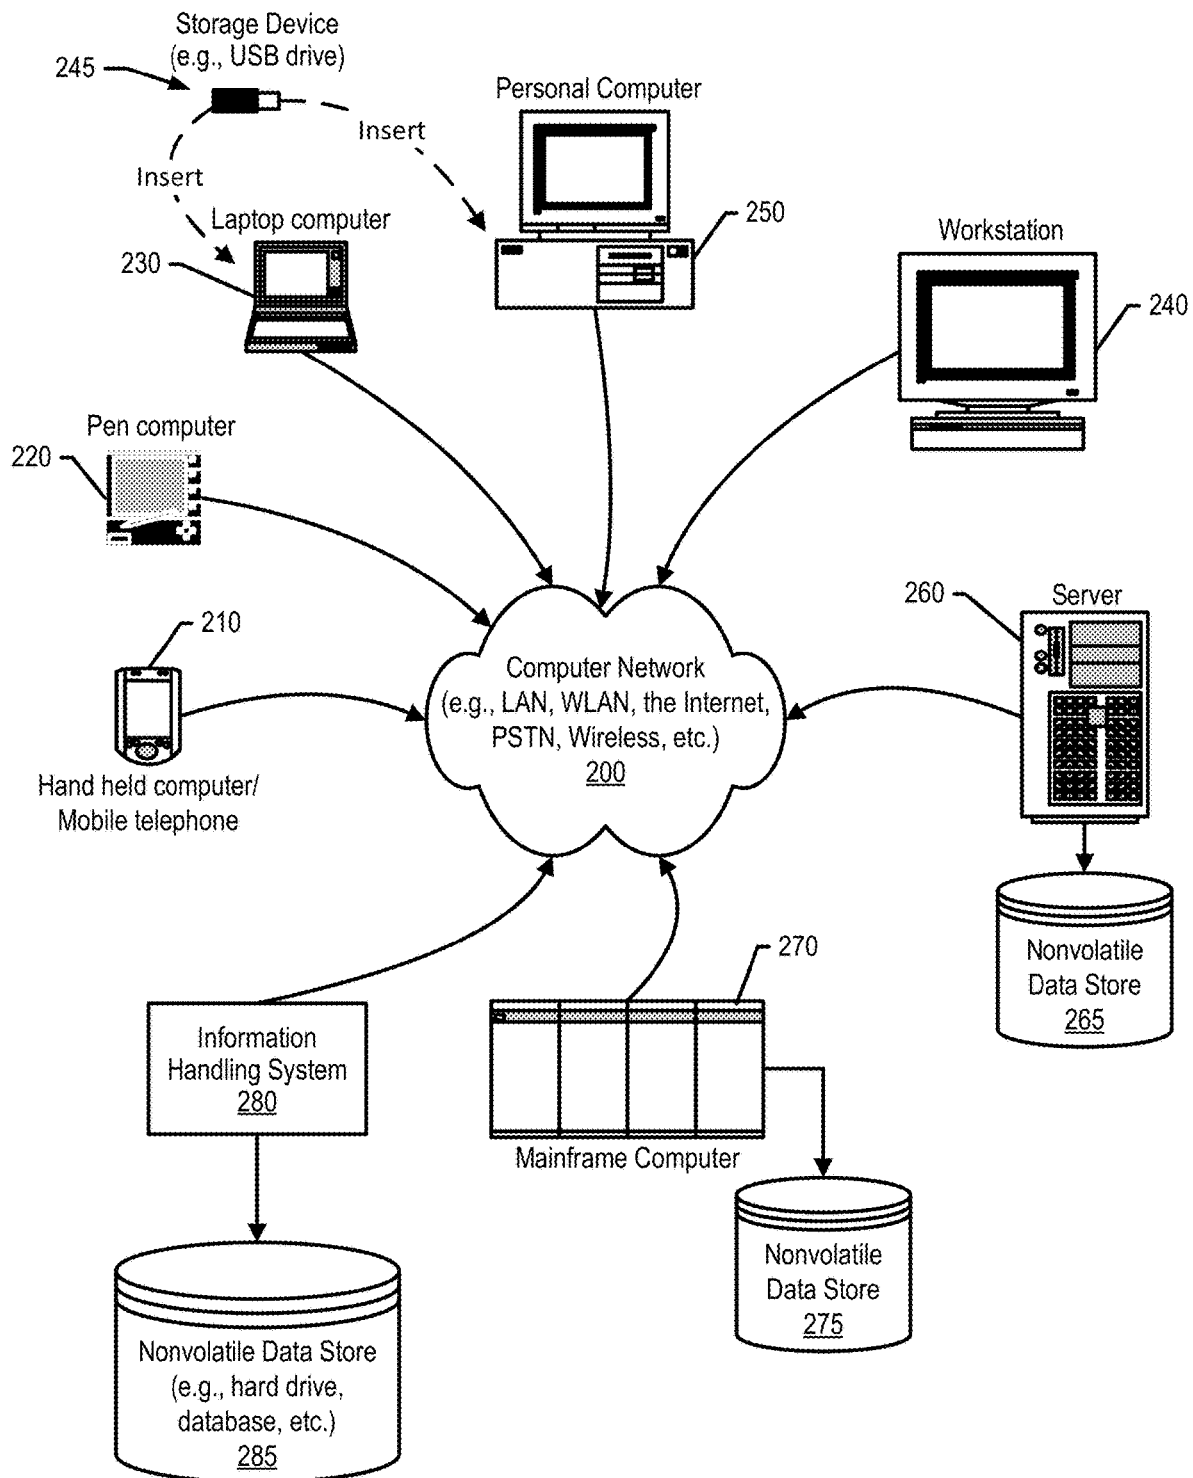 Storage Device
(e.g., USB drive)
245
Insert
Insert
Personal Computer
250
Laptop computer
230
Workstation
240
Pen computer
220
210
Hand held computer/
Mobile telephone
Computer Network
(e.g., LAN, WLAN, the Internet,
PSTN, Wireless, etc.)
200
260
Server
Nonvolatile
Data Store
265
270
Mainframe Computer
Information
Handling System
280
Nonvolatile
Data Store
275
Nonvolatile Data Store
(e.g., hard drive,
database, etc.)
285